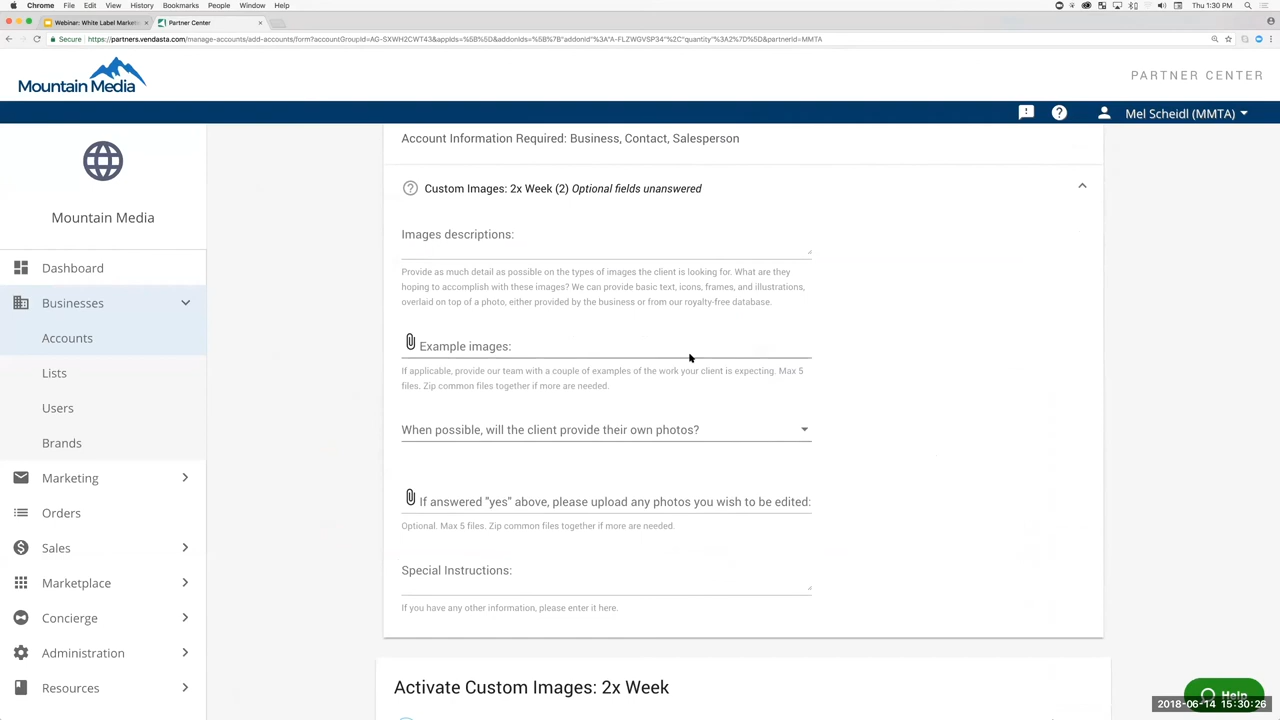 Chrome File Edit View History Bookmarks People Window Help
Thu 1:30 PM
Webinar: White Label Market
Partner Center
Secure https://partners.vendasta.com/manage-accounts/add-accounts/form?accountGroupId=AG-SXWH2CWT43&appIds=%5B%5D&addonIds=%5B%7B"addonId"%3A"A-FLZWGVSP34"%2C"quantity"%3A2%7D%5D&partnerId=MMTA
Mountain Media
PARTNER CENTER
Mel Scheidl (MMTA)
Mountain Media
Dashboard
Businesses
Accounts
Lists
Users
Brands
Marketing
Orders
Sales
Marketplace
Concierge
Administration
Resources
Account Information Required: Business, Contact, Salesperson
Custom Images: 2x Week (2) Optional fields unanswered
Images descriptions:
Provide as much detail as possible on the types of images the client is looking for. What are they
hoping to accomplish with these images? We can provide basic text, icons, frames, and illustrations,
overlaid on top of a photo, either provided by the business or from our royalty-free database.
Example images:
If applicable, provide our team with a couple of examples of the work your client is expecting. Max 5
files. Zip common files together if more are needed.
When possible, will the client provide their own photos?
If answered "yes" above, please upload any photos you wish to be edited:
Optional. Max 5 files. Zip common files together if more are needed.
Special Instructions:
If you have any other information, please enter it here.
Activate Custom Images: 2x Week
Help
2018-06-14 15:30:26